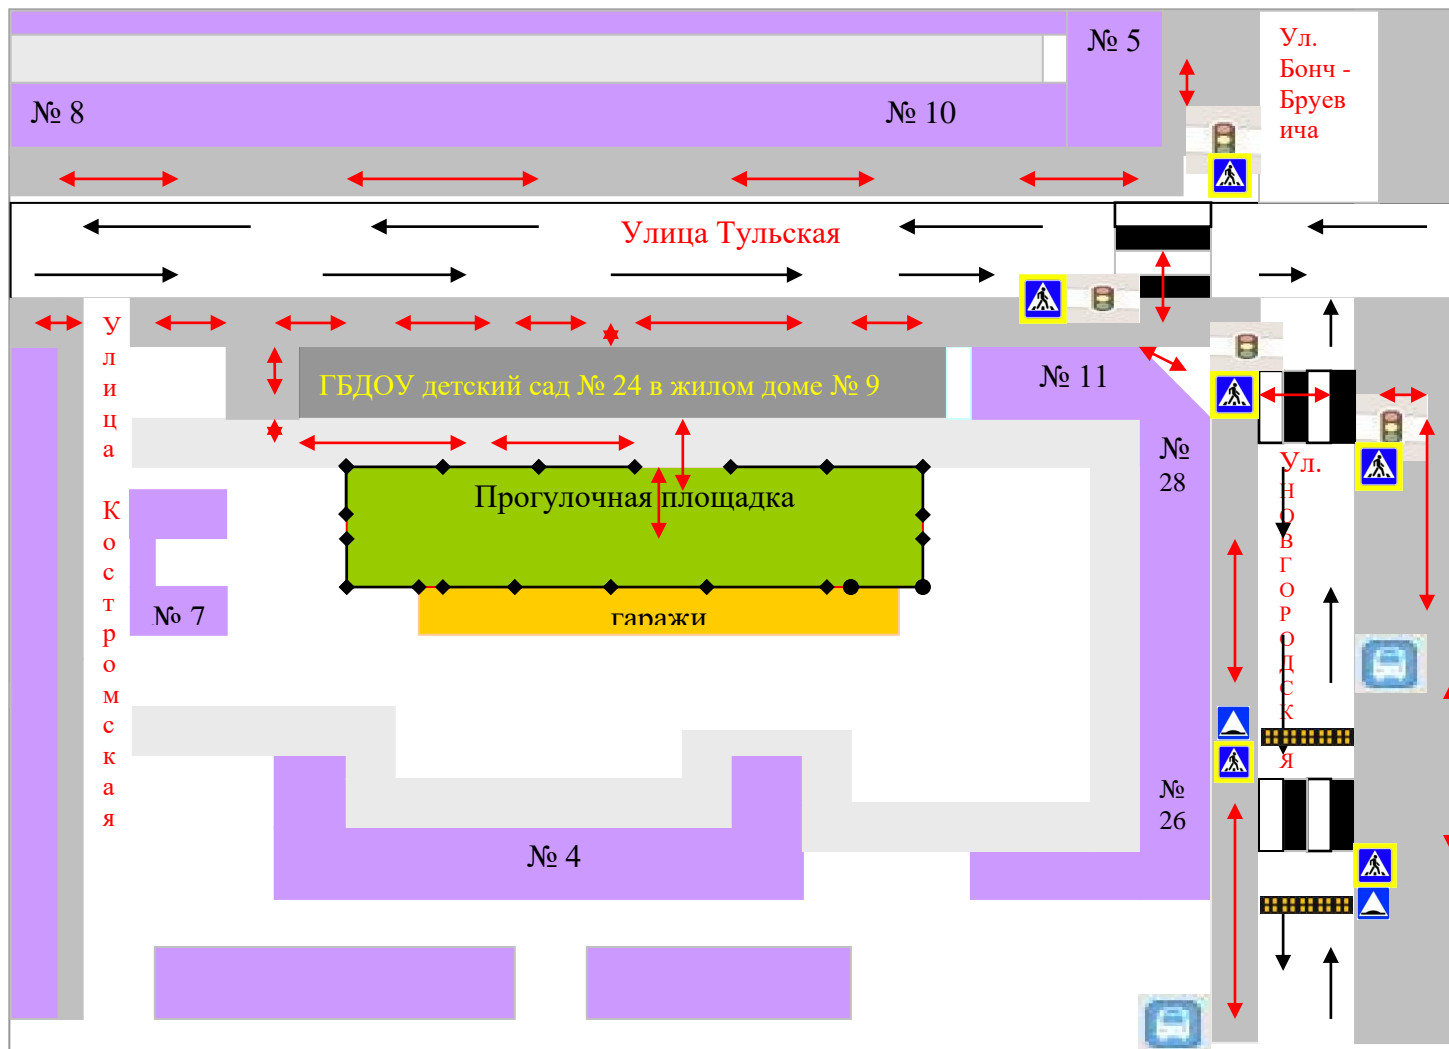 № 5
Ул.
Бонч -
Бруев
ича
№ 8
№ 10
Улица Тульская
У
л
и
ц
а
К
о
с
т
р
о
м
с
к
а
я
ГБДОУ детский сад № 24 в жилом доме № 9
№ 11
№
28
Ул.
Н
О
В
Г
О
Р
О
Д
С
К
А
Я
Прогулочная площадка
№ 7
гаражи
№
26
№ 4